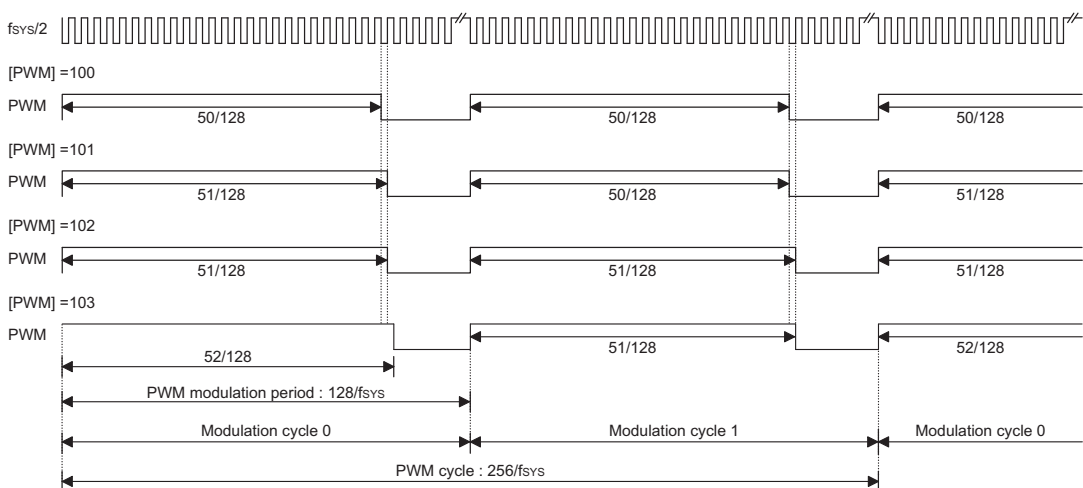 fSYS/2
[PWM] =100
PWM
50/128 50/128 50/128
[PWM] =101
PWM
51/128 50/128 51/128
[PWM] =102
PWM
51/128 51/128 51/128
[PWM] =103
PWM
52/128 51/128 52/128
PWM modulation period : 128/fSYS
Modulation cycle 0 Modulation cycle 1 Modulation cycle 0
PWM cycle : 256/fSYS